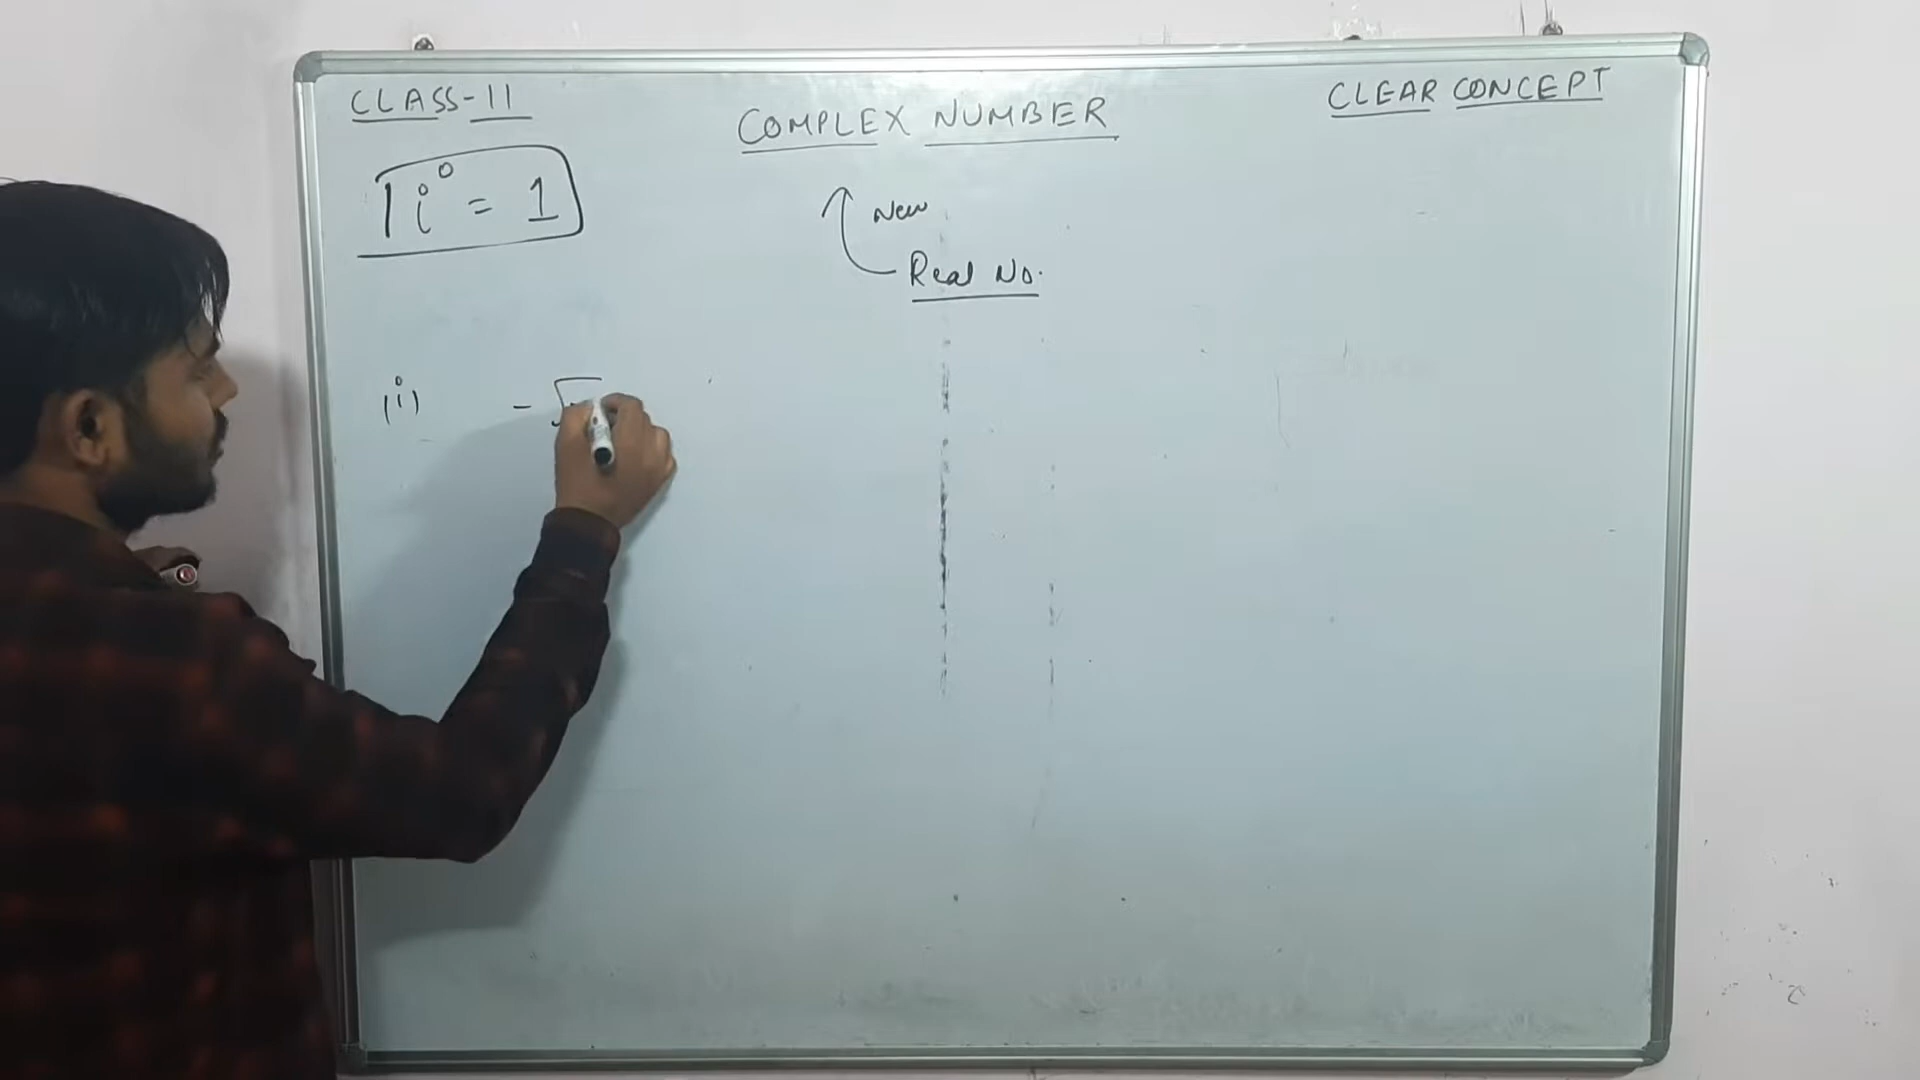 CLASS-11
COMPLEX NUMBER
CLEAR CONCEPT
i° = 1
New
Real No.
(i) - √